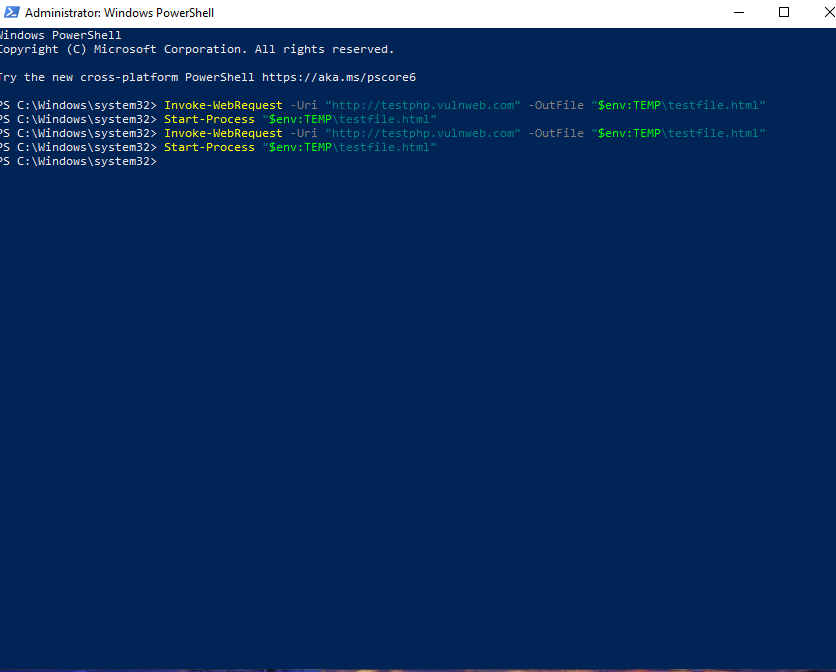 Administrator: Windows PowerShell
Windows PowerShell
Copyright (C) Microsoft Corporation. All rights reserved.
Try the new cross-platform PowerShell https://aka.ms/pscore6
PS C:\Windows\system32> Invoke-WebRequest -Uri "http://testphp.vulnweb.com" -OutFile "$env:TEMP\testfile.html"
PS C:\Windows\system32> Start-Process "$env:TEMP\testfile.html"
PS C:\Windows\system32> Invoke-WebRequest -Uri "http://testphp.vulnweb.com" -OutFile "$env:TEMP\testfile.html"
PS C:\Windows\system32> Start-Process "$env:TEMP\testfile.html"
PS C:\Windows\system32>